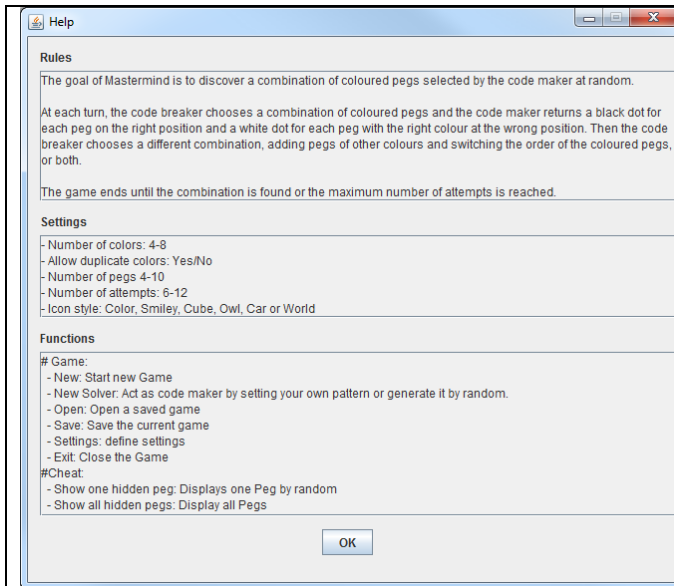 Help
Rules
The goal of Mastermind is to discover a combination of coloured pegs selected by the code maker at random.
At each turn, the code breaker chooses a combination of coloured pegs and the code maker returns a black dot for
each peg on the right position and a white dot for each peg with the right colour at the wrong position. Then the code
breaker chooses a different combination, adding pegs of other colours and switching the order of the coloured pegs,
or both.
The game ends until the combination is found or the maximum number of attempts is reached.
Settings
- Number of colors: 4-8
- Allow duplicate colors: Yes/No
- Number of pegs 4-10
- Number of attempts: 6-12
- Icon style: Color, Smiley, Cube, Owl, Car or World
Functions
# Game:
- New: Start new Game
- New Solver: Act as code maker by setting your own pattern or generate it by random.
- Open: Open a saved game
- Save: Save the current game
- Settings: define settings
- Exit: Close the Game
#Cheat:
- Show one hidden peg: Displays one Peg by random
- Show all hidden pegs: Display all Pegs
OK